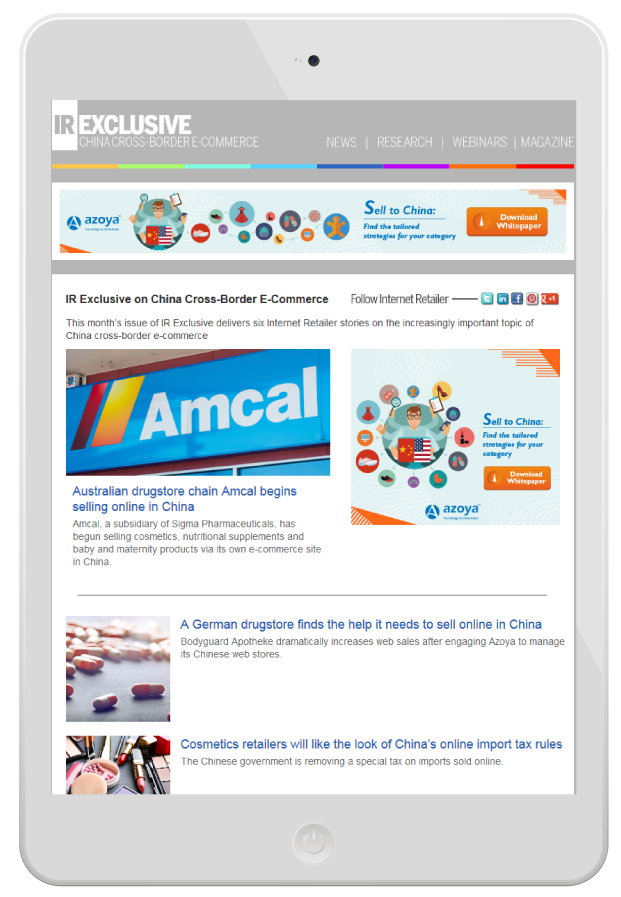 IR EXCLUSIVE
CHINA CROSS-BORDER E-COMMERCE
NEWS | RESEARCH | WEBINARS | MAGAZINE
azoya
Sell to China:
Find the tailored
strategies for your category
Download
Whitepaper
IR Exclusive on China Cross-Border E-Commerce
Follow Internet Retailer
+1
This month's issue of IR Exclusive delivers six Internet Retailer stories on the increasingly important topic of
China cross-border e-commerce
Amcal
Sell to China:
Find the tailored
strategies for your
category
Download
Whitepaper
azoya
Australian drugstore chain Amcal begins
selling online in China
Amcal, a subsidiary of Sigma Pharmaceuticals, has
begun selling cosmetics, nutritional supplements and
baby and maternity products via its own e-commerce site
in China.
A German drugstore finds the help it needs to sell online in China
Bodyguard Apotheke dramatically increases web sales after engaging Azoya to manage
its Chinese web stores.
Cosmetics retailers will like the look of China's online import tax rules
The Chinese government is removing a special tax on imports sold online.